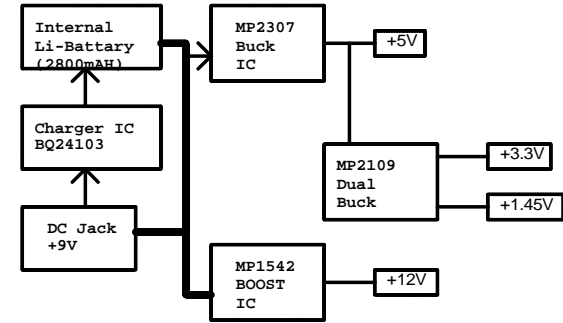 Internal
Li-Battary
(2800mAH)
MP2307
Buck
IC
+5V
Charger IC
BQ24103
MP2109
Dual
Buck
+3.3V
+1.45V
DC Jack
+9V
MP1542
BOOST
IC
+12V